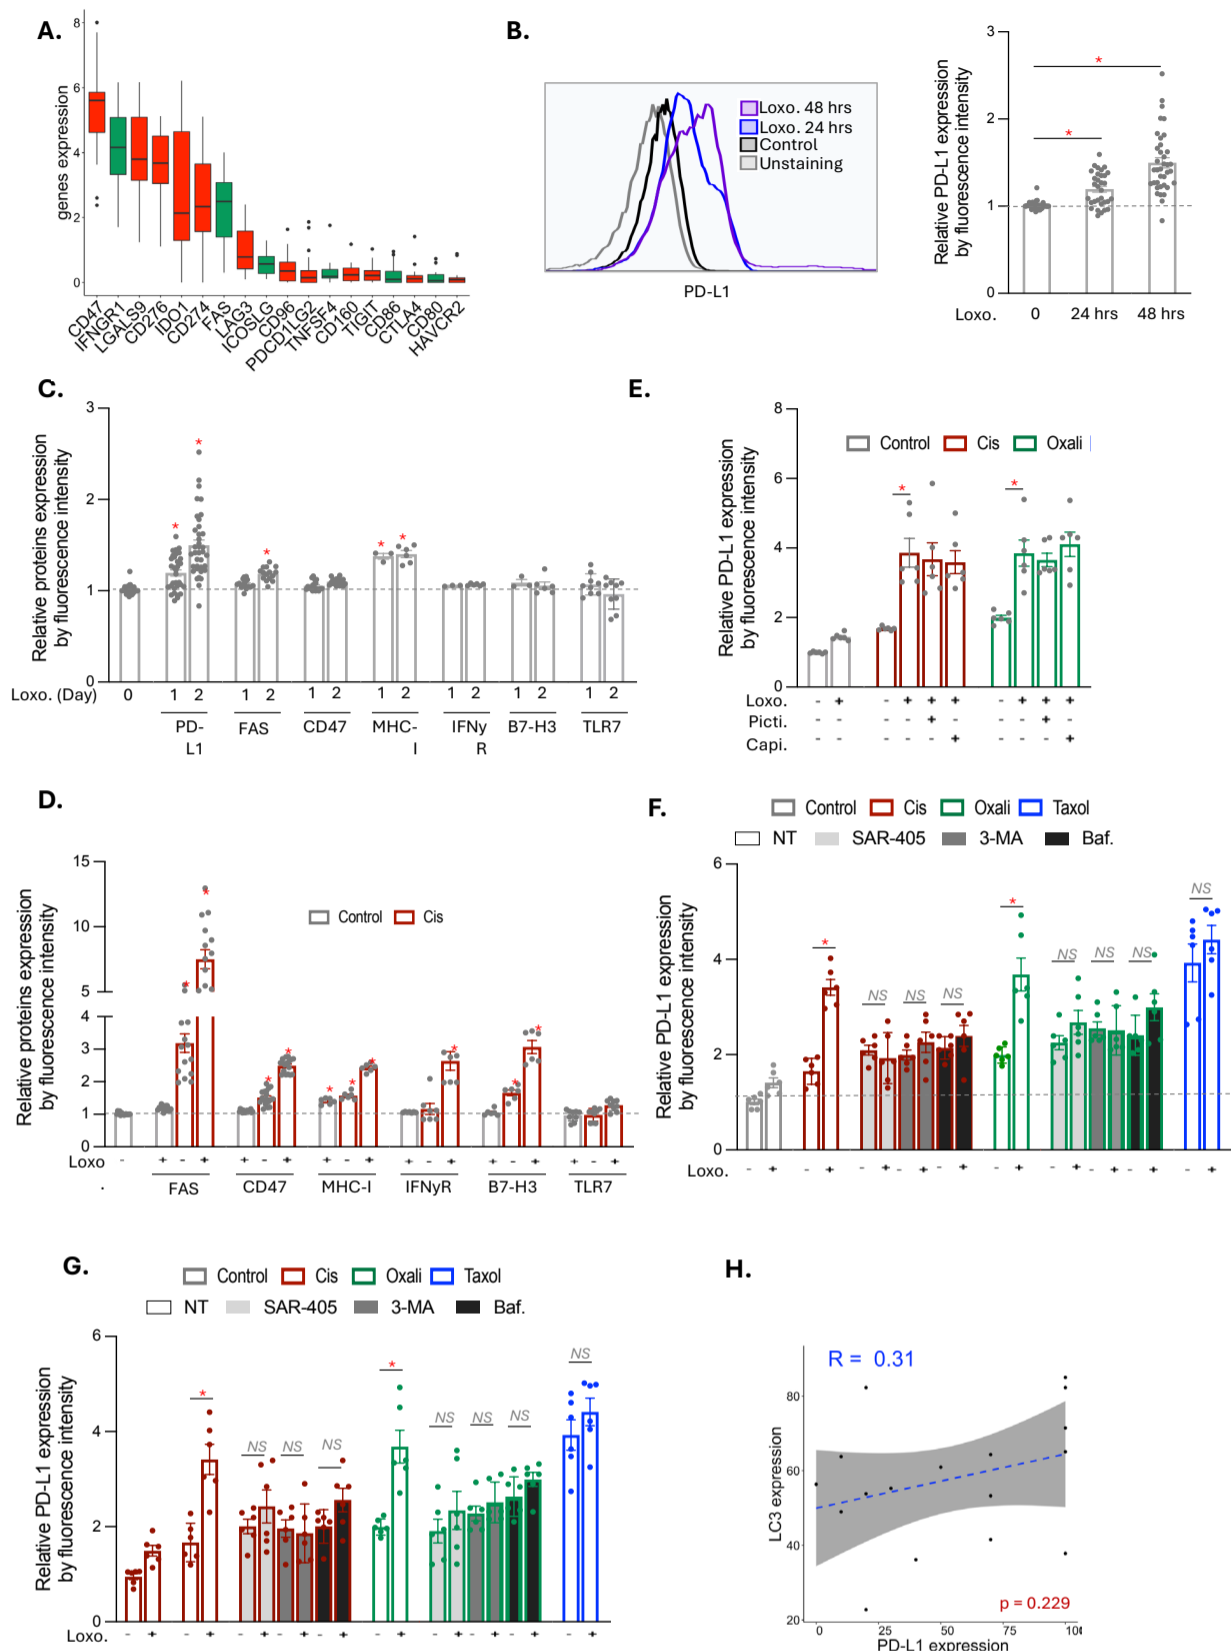 A.
genes expression
8
6
4
2
0
CD47
IFNGR1
LGALS9
CD276
IDO1
CD274
FAS
LAG3
ICOSLG
CD96
PDCD1LG2
TNFSF4
CD160
TIGIT
CD86
CTLA4
CD80
HAVCR2
B.
Loxo. 48 hrs
Loxo. 24 hrs
Control
Unstaining
PD-L1
Relative PD-L1 expression
by fluorescence intensity
3
2
1
0
*
*
Loxo. 0 24 hrs 48 hrs
C.
Relative proteins expression
by fluorescence intensity
3
2
1
0
* * * * *
Loxo. (Day) 0 1 2 1 2 1 2 1 2 1 2 1 2 1 2
PD- FAS CD47 MHC- IFNy B7-H3 TLR7
L1 I R
E.
Control Cis Oxali
Relative PD-L1 expression
by fluorescence intensity
8
6
4
2
0
* *
Loxo. - + - + + + - + + +
Picti. - - - - + - - - + -
Capi. - - - - - + - - - +
D.
Relative proteins expression
by fluorescence intensity
15
10
5
4
3
2
1
0
Control Cis
* * * * * * * * * *
Loxo - + - + + - + + - + + - + + - + + - +
.
FAS CD47 MHC-I IFNyR B7-H3 TLR7
F.
Control Cis Oxali Taxol
NT SAR-405 3-MA Baf.
Relative PD-L1 expression
by fluorescence intensity
6
4
2
0
* NS NS NS * NS NS NS NS
Loxo. - + - + - + - + - + - + - + - + - + - +
G.
Control Cis Oxali Taxol
NT SAR-405 3-MA Baf.
Relative PD-L1 expression
by fluorescence intensity
6
4
2
0
* NS NS NS * NS NS NS NS
Loxo. - + - + - + - + - + - + - + - + - + - +
H.
R = 0.31
LC3 expression
80
60
40
20
p = 0.229
0 25 50 75 100
PD-L1 expression